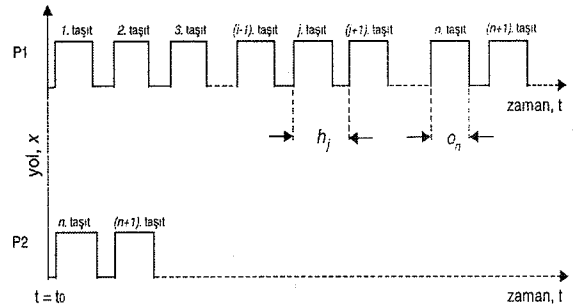 1. taşıt 2. taşıt 3. taşıt (i-1). taşıt j. taşıt (j+1). taşıt n. taşıt (n+1). taşıt
P1
zaman, t
h_j
o_n
yol, x
n. taşıt (n+1). taşıt
P2
t = t0
zaman, t